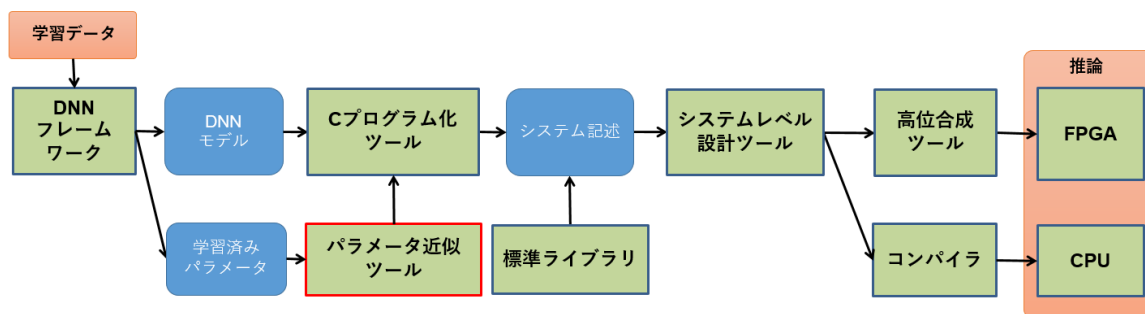 学習データ
DNN
フレーム
ワーク
DNN
モデル
Cプログラム化
ツール
システム記述
システムレベル
設計ツール
高位合成
ツール
推論
FPGA
学習済み
パラメータ
パラメータ近似
ツール
標準ライブラリ
コンパイラ
CPU